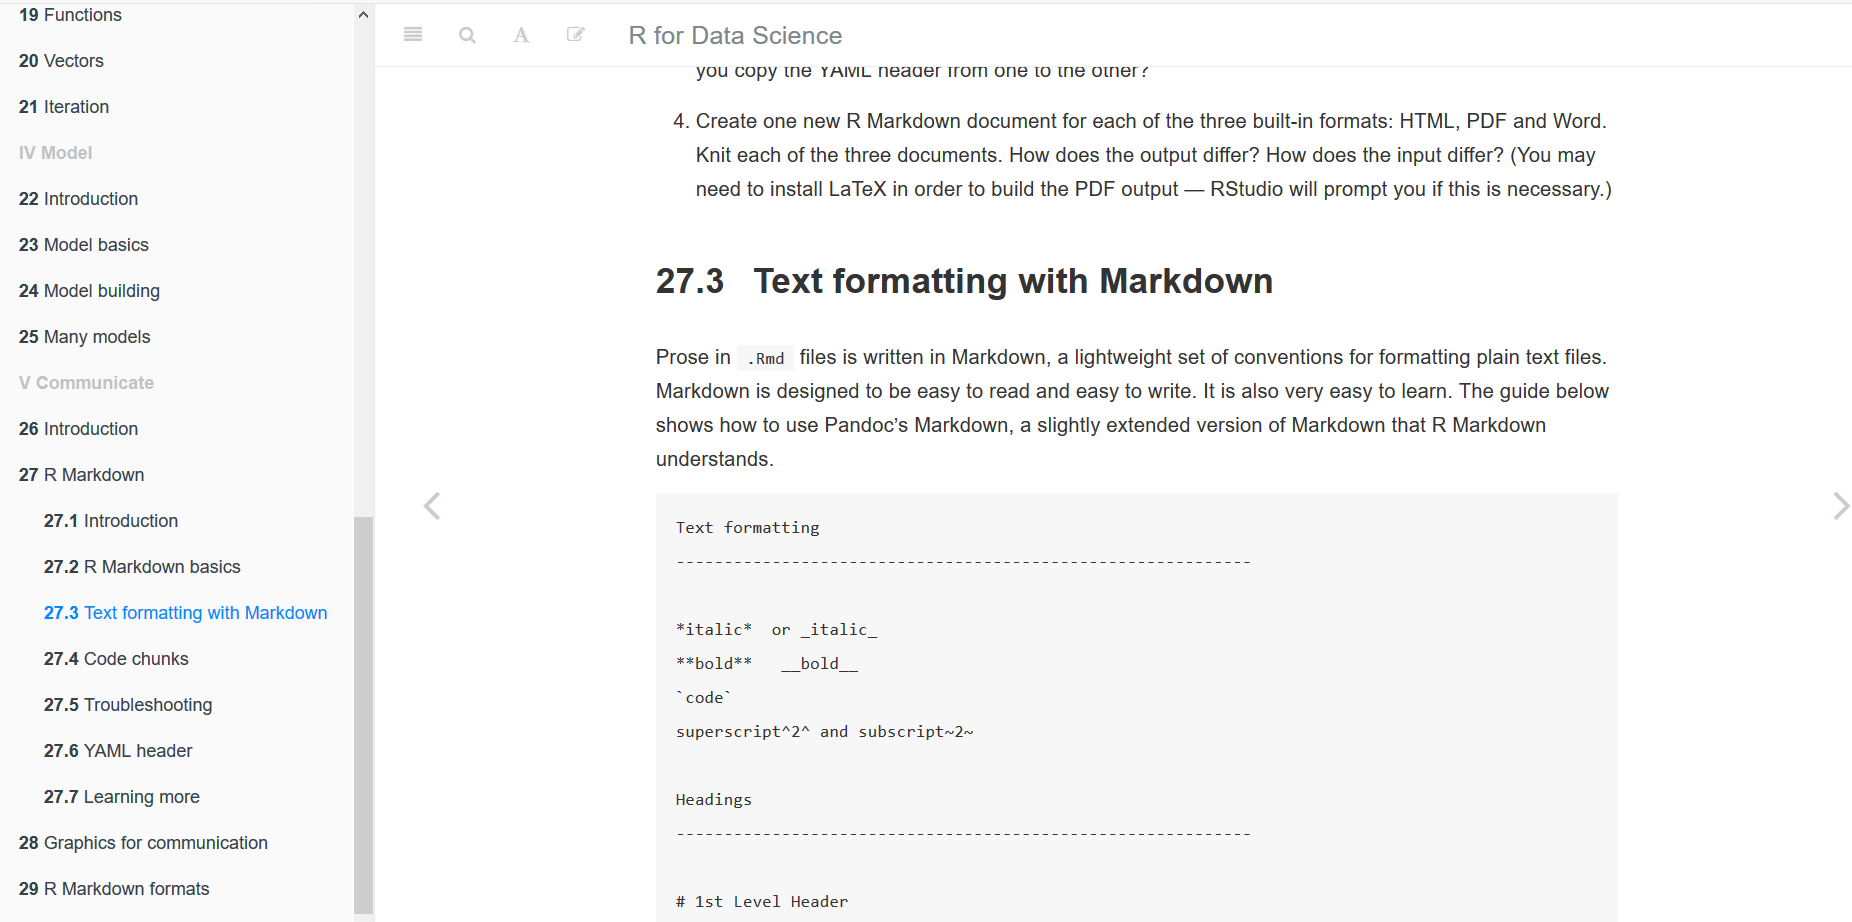 19 Functions
20 Vectors
21 Iteration
IV Model
22 Introduction
23 Model basics
24 Model building
25 Many models
V Communicate
26 Introduction
27 R Markdown
27.1 Introduction
27.2 R Markdown basics
27.3 Text formatting with Markdown
27.4 Code chunks
27.5 Troubleshooting
27.6 YAML header
27.7 Learning more
28 Graphics for communication
29 R Markdown formats
A
R for Data Science
you copy the YAML header from one to the other?
4. Create one new R Markdown document for each of the three built-in formats: HTML, PDF and Word.
Knit each of the three documents. How does the output differ? How does the input differ? (You may
need to install LaTeX in order to build the PDF output — RStudio will prompt you if this is necessary.)
27.3 Text formatting with Markdown
Prose in .Rmd files is written in Markdown, a lightweight set of conventions for formatting plain text files.
Markdown is designed to be easy to read and easy to write. It is also very easy to learn. The guide below
shows how to use Pandoc’s Markdown, a slightly extended version of Markdown that R Markdown
understands.
Text formatting
------------------------------------------------------------
*italic*  or _italic_
**bold**   __bold__
`code`
superscript^2^ and subscript~2~
Headings
------------------------------------------------------------
# 1st Level Header